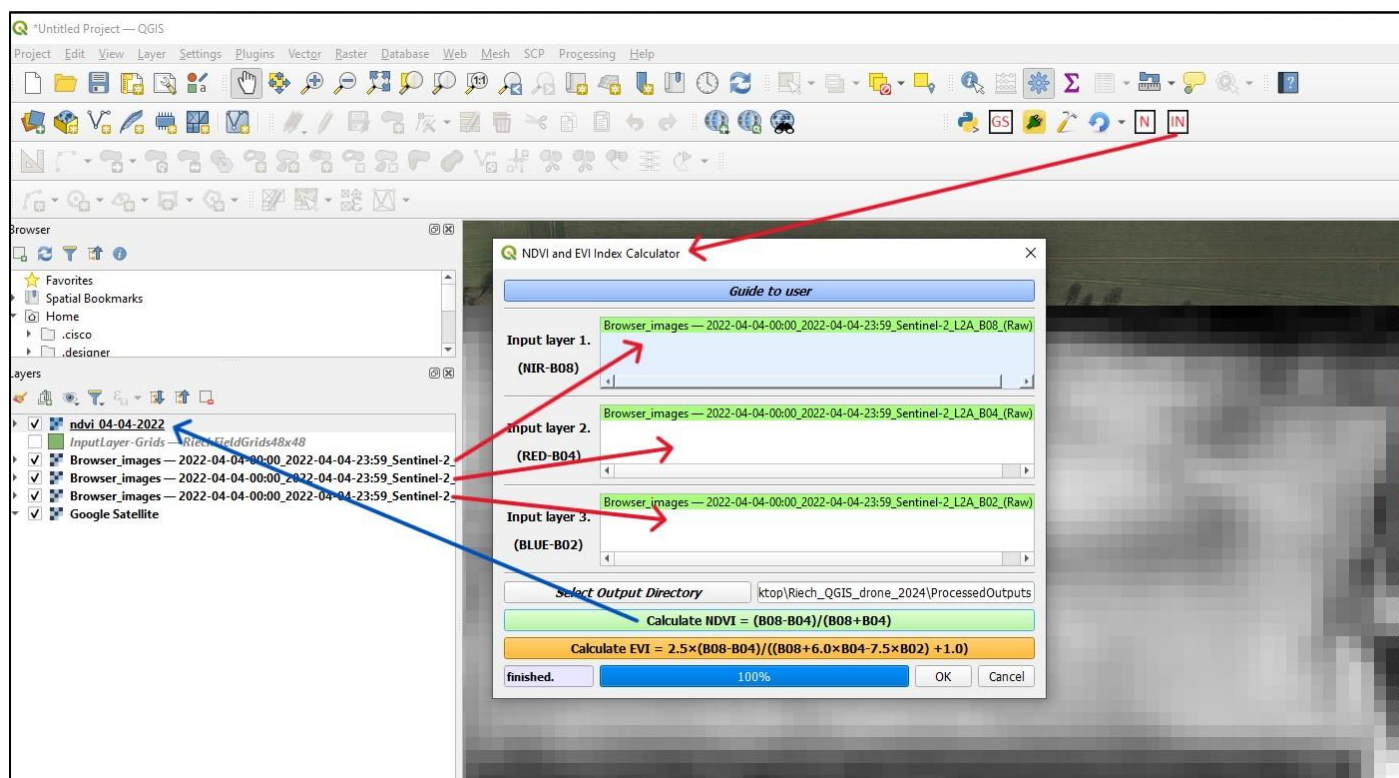 *Untitled Project — QGIS
Project Edit View Layer Settings Plugins Vector Raster Database Web Mesh SCP Processing Help
GS N IN
Browser
Favorites
Spatial Bookmarks
Home
.cisco
.designer
Layers
ndvi 04-04-2022
InputLayer-Grids — RiechFieldGrids48x48
Browser_images — 2022-04-04-00:00_2022-04-04-23:59_Sentinel-2_
Browser_images — 2022-04-04-00:00_2022-04-04-23:59_Sentinel-2_
Browser_images — 2022-04-04-00:00_2022-04-04-23:59_Sentinel-2_
Google Satellite
NDVI and EVI Index Calculator
Guide to user
Input layer 1.
(NIR-B08)
Browser_images — 2022-04-04-00:00_2022-04-04-23:59_Sentinel-2_L2A_B08_(Raw)
Input layer 2.
(RED-B04)
Browser_images — 2022-04-04-00:00_2022-04-04-23:59_Sentinel-2_L2A_B04_(Raw)
Input layer 3.
(BLUE-B02)
Browser_images — 2022-04-04-00:00_2022-04-04-23:59_Sentinel-2_L2A_B02_(Raw)
Select Output Directory ktop\Riech_QGIS_drone_2024\ProcessedOutputs
Calculate NDVI = (B08-B04)/(B08+B04)
Calculate EVI = 2.5×(B08-B04)/((B08+6.0×B04-7.5×B02) +1.0)
finished. 100% OK Cancel